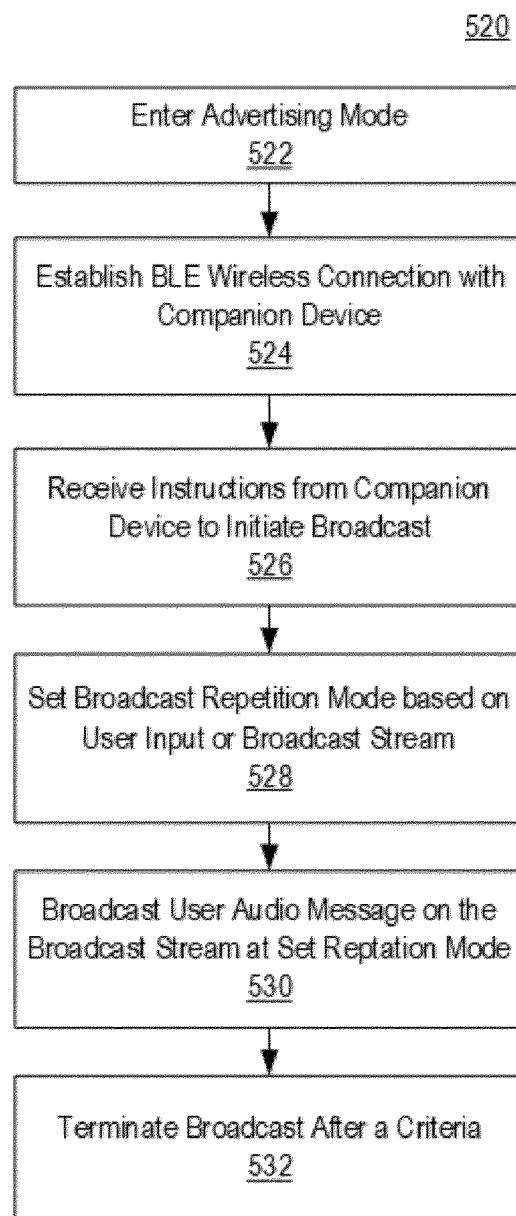 520
Enter Advertising Mode
522
Establish BLE Wireless Connection with
Companion Device
524
Receive Instructions from Companion
Device to Initiate Broadcast
526
Set Broadcast Repetition Mode based on
User Input or Broadcast Stream
528
Broadcast User Audio Message on the
Broadcast Stream at Set Reptation Mode
530
Terminate Broadcast After a Criteria
532